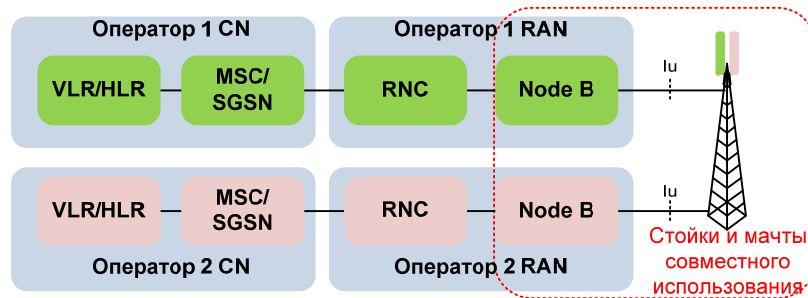 Оператор 1 CN
Оператор 1 RAN
VLR/HLR
MSC/
SGSN
RNC
Node B
Iu
VLR/HLR
MSC/
SGSN
RNC
Node B
Iu
Оператор 2 CN
Оператор 2 RAN
Стойки и мачты
совместного
использования